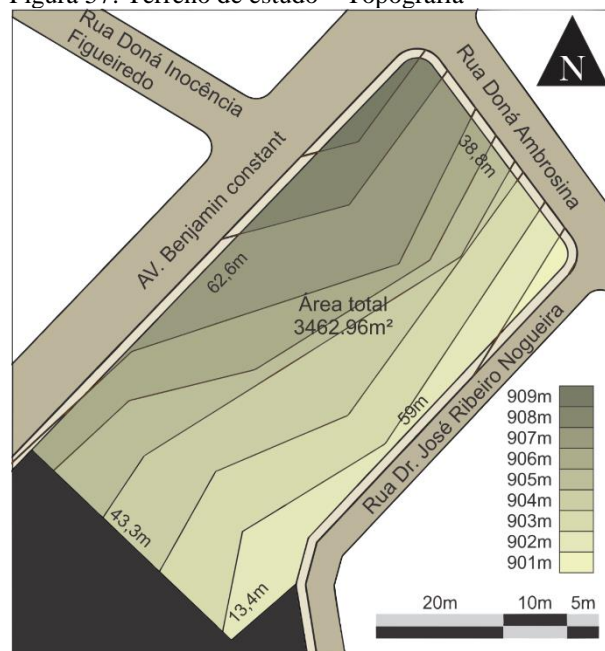 Figura 37: Terreno de estudo – Topografia
Rua Doná Inocência
Figueiredo
Rua Doná Ambrosina
N
AV. Benjamin constant
38,8m
62,6m
Área total
3462.96m²
59m
Rua Dr. José Ribeiro Nogueira
43,3m
13,4m
909m
908m
907m
906m
905m
904m
903m
902m
901m
20m 10m 5m